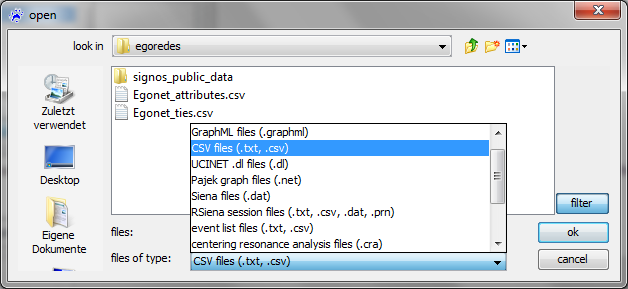 open
look in
egoredes
Zuletzt
verwendet
Desktop
Eigene
Dokumente
signos_public_data
Egonet_attributes.csv
Egonet_ties.csv
GraphML files (.graphml)
CSV files (.txt, .csv)
UCINET .dl files (.dl)
Pajek graph files (.net)
Siena files (.dat)
RSiena session files (.txt, .csv, .dat, .prn)
event list files (.txt, .csv)
centering resonance analysis files (.cra)
filter
files:
ok
files of type:
CSV files (.txt, .csv)
cancel